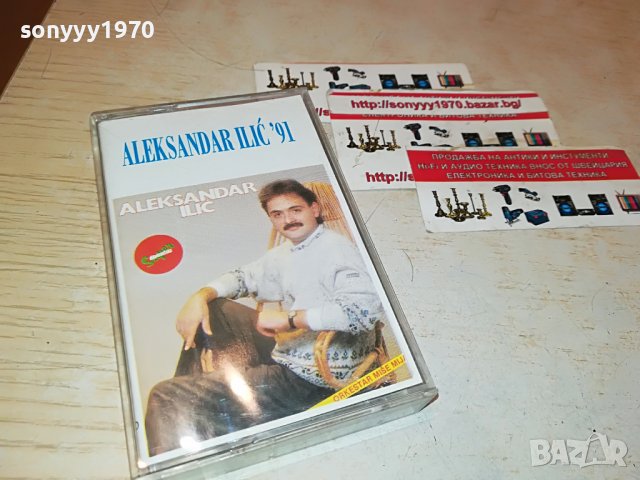 sonyyy1970
ALEKSANDAR ILIĆ '91
ALEKSANDAR
ILIĆ
ORKESTAR MIŠE MIJ
http://sonyyy1970.bazar.bg/
ЕЛЕКТРОНИКА И БИТОВА ТЕХНИКА
http://s
ПРОДАЖБА НА АНТИКИ И ИНСТРУМЕНТИ
Hi-Fi И АУДИО ТЕХНИКА ВНОС ОТ ШВЕЙЦАРИЯ
ЕЛЕКТРОНИКА И БИТОВА ТЕХНИКА
BAZAR